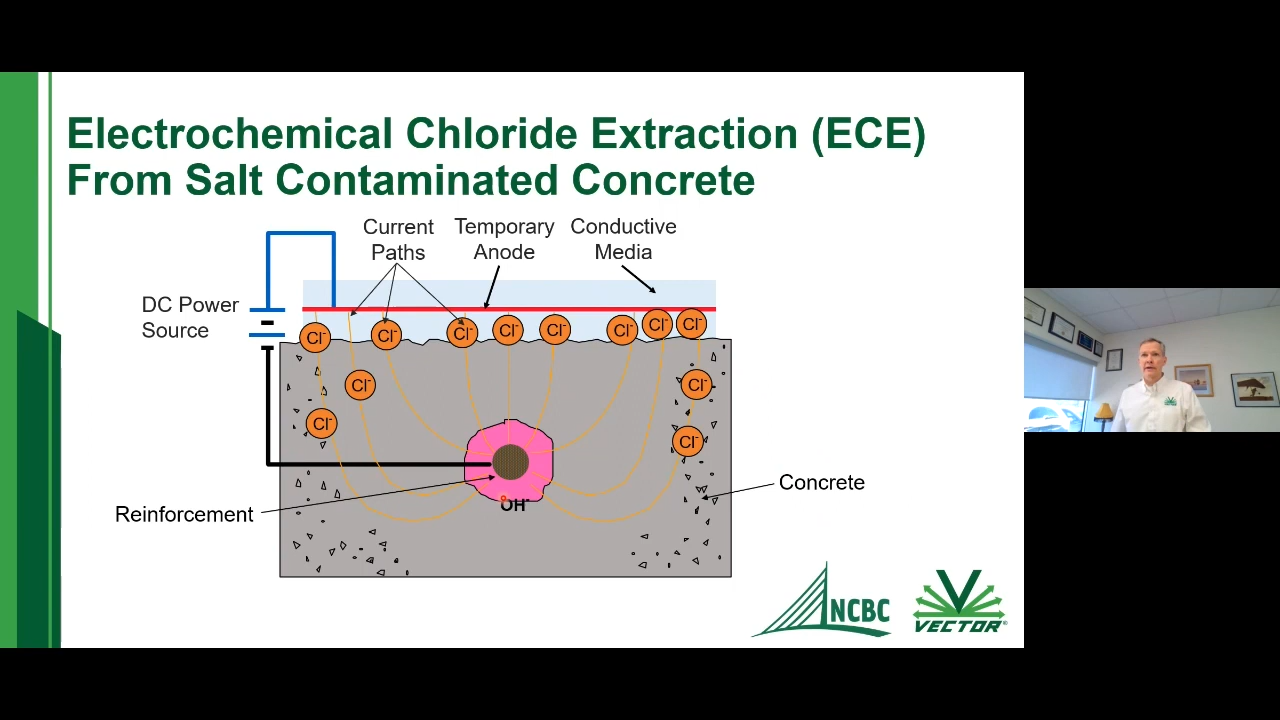 Electrochemical Chloride Extraction (ECE)
From Salt Contaminated Concrete
Current
Paths
Temporary
Anode
Conductive
Media
DC Power
Source
Cl-
Cl-
Cl-
Cl-
Cl-
Cl-
Cl-
Cl-
Cl-
Cl-
Cl-
Cl-
OH-
Reinforcement
Concrete
NCBC
VECTOR®